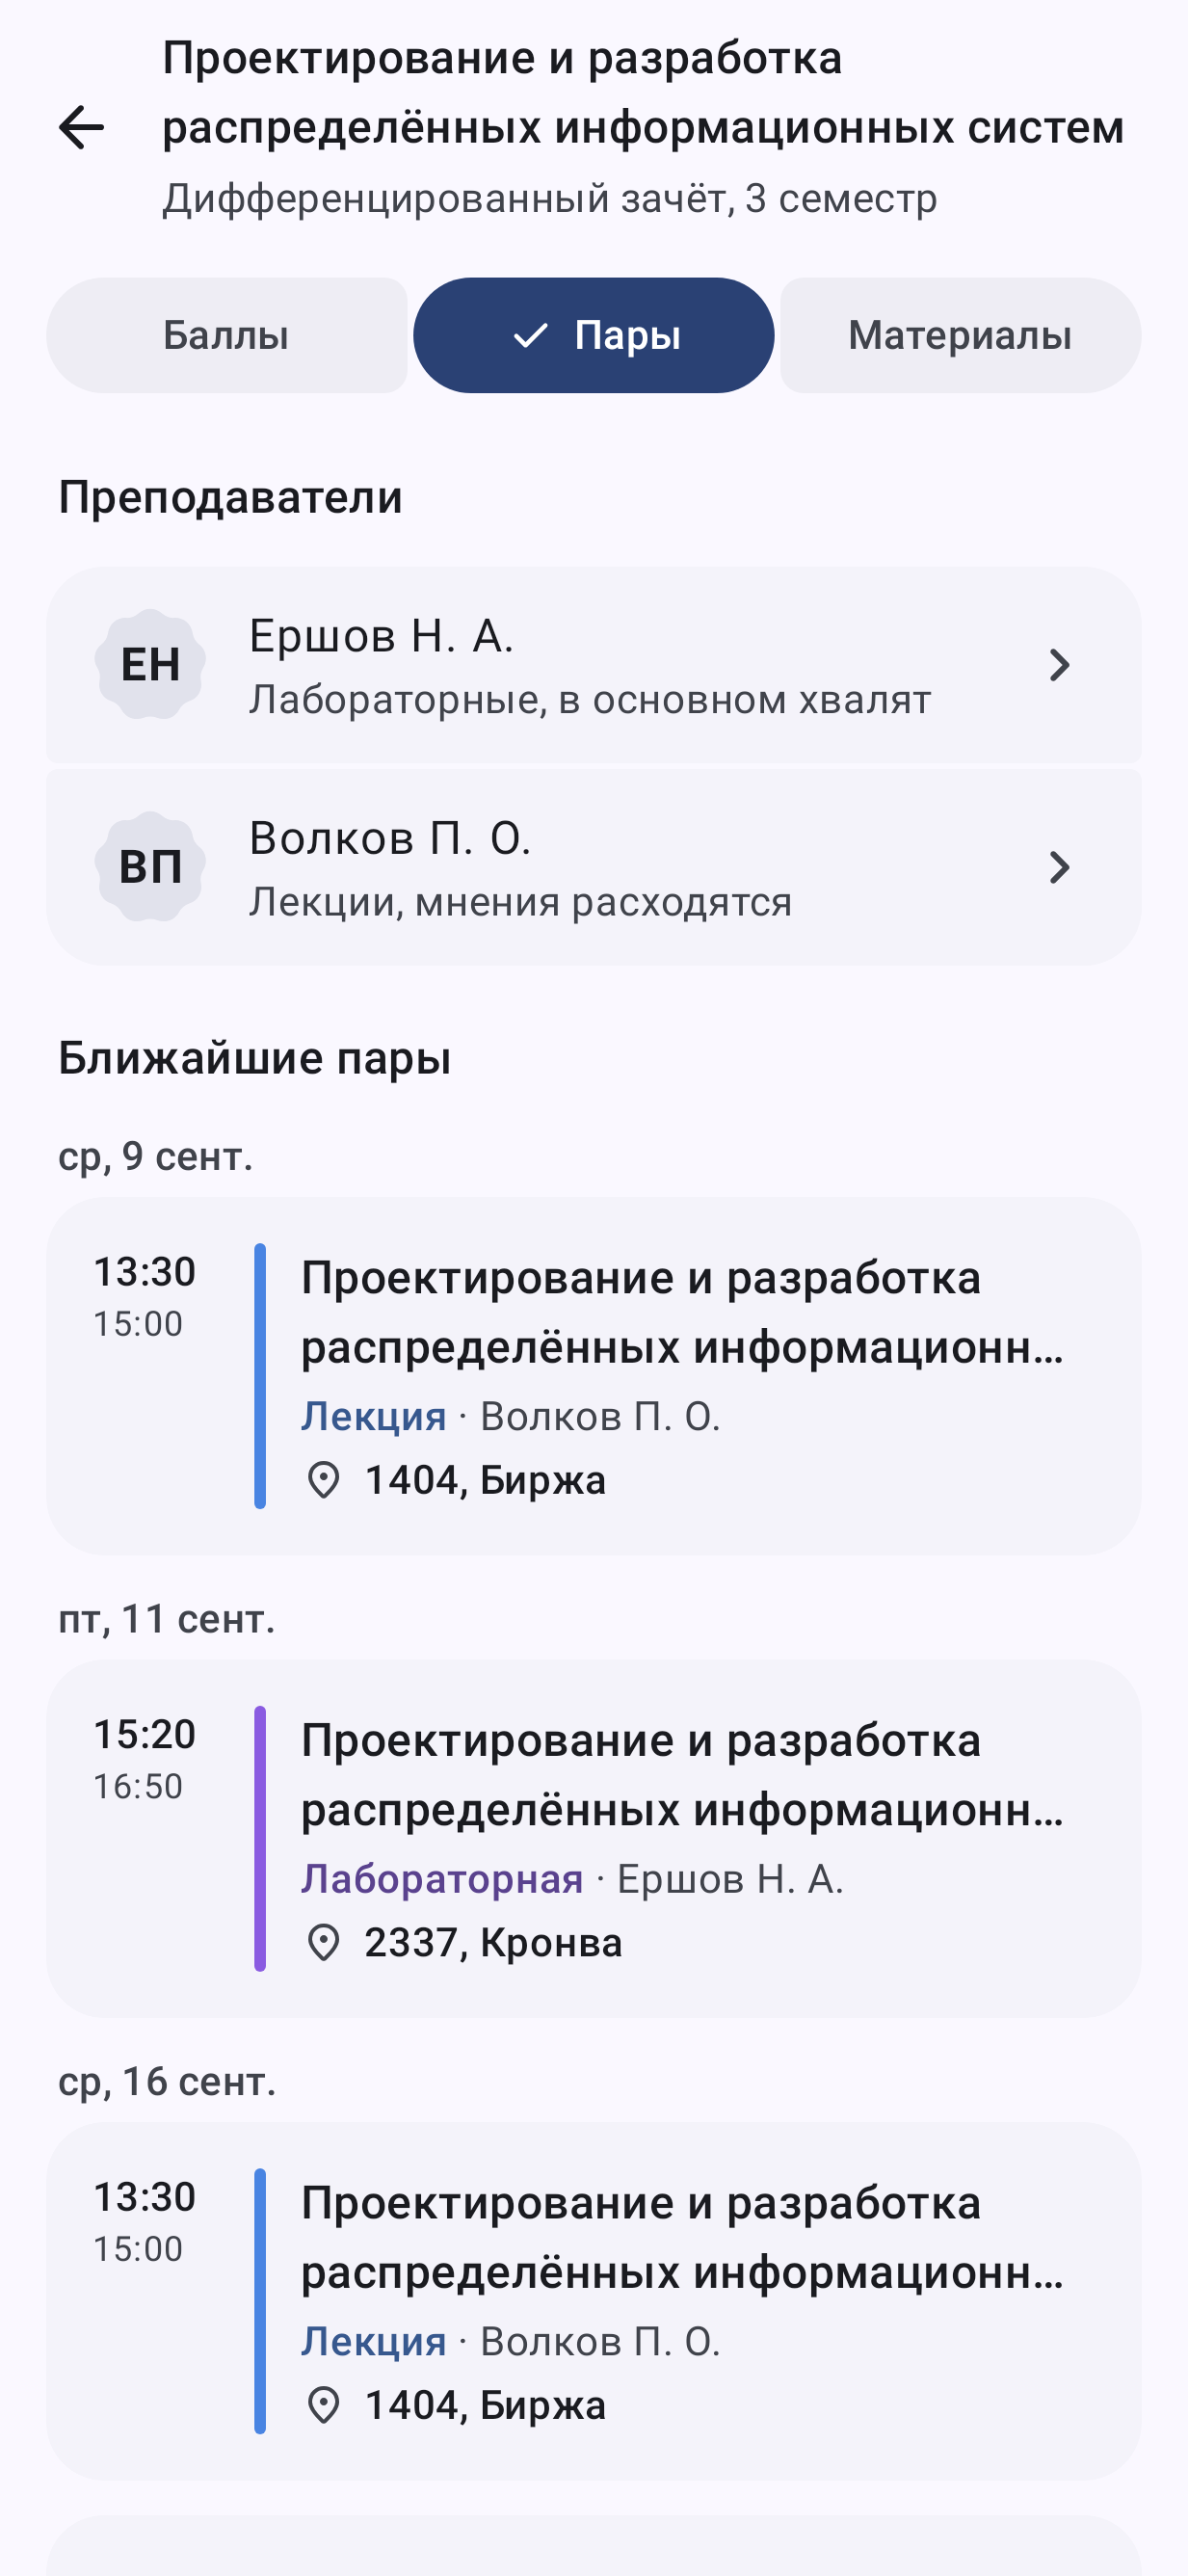 Проектирование и разработка
распределённых информационных систем
Дифференцированный зачёт, 3 семестр
Баллы
Пары
Материалы
Преподаватели
ЕН
Ершов Н. А.
Лабораторные, в основном хвалят
ВП
Волков П. О.
Лекции, мнения расходятся
Ближайшие пары
ср, 9 сент.
13:30
15:00
Проектирование и разработка
распределённых информационн…
Лекция · Волков П. О.
1404, Биржа
пт, 11 сент.
15:20
16:50
Проектирование и разработка
распределённых информационн…
Лабораторная · Ершов Н. А.
2337, Кронва
ср, 16 сент.
13:30
15:00
Проектирование и разработка
распределённых информационн…
Лекция · Волков П. О.
1404, Биржа